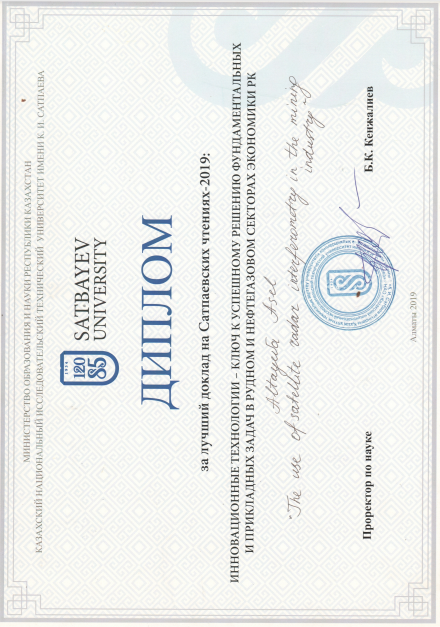 МИНИСТЕРСТВО ОБРАЗОВАНИЯ И НАУКИ РЕСПУБЛИКИ КАЗАХСТАН
КАЗАХСКИЙ НАЦИОНАЛЬНЫЙ ИССЛЕДОВАТЕЛЬСКИЙ ТЕХНИЧЕСКИЙ УНИВЕРСИТЕТ ИМЕНИ К. И. САТПАЕВА
120
85
SATBAYEV
UNIVERSITY
ДИПЛОМ
за лучший доклад на Сатпаевских чтениях-2019:
ИННОВАЦИОННЫЕ ТЕХНОЛОГИИ – КЛЮЧ К УСПЕШНОМУ РЕШЕНИЮ ФУНДАМЕНТАЛЬНЫХ
И ПРИКЛАДНЫХ ЗАДАЧ В РУДНОМ И НЕФТЕГАЗОВОМ СЕКТОРАХ ЭКОНОМИКИ РК
Asel
"The use of satellite radar interferometry in the mining
industry"
Проректор по науке Б.К. Кенжалиев
Алматы 2019